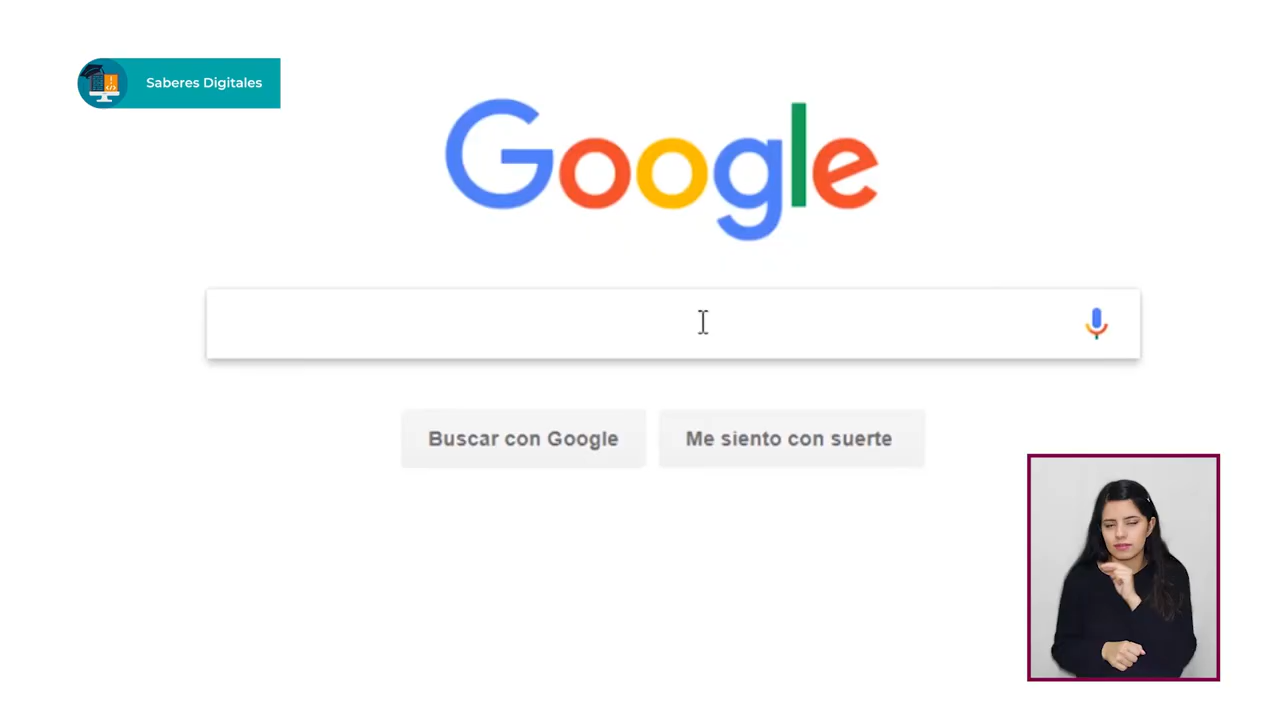 Saberes Digitales
Google
Buscar con Google
Me siento con suerte